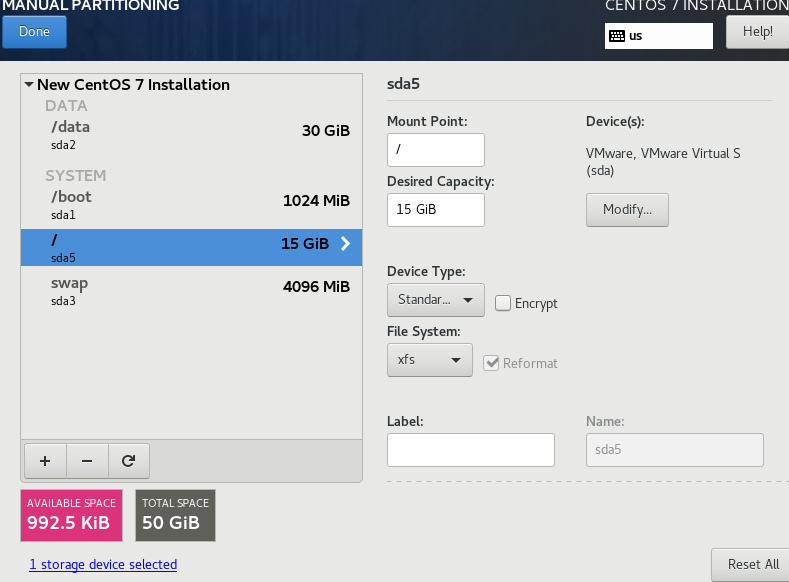 MANUAL PARTITIONING
CENTOS 7 INSTALLATION
Done
us
Help!
New CentOS 7 Installation
DATA
/data
30 GiB
sda2
SYSTEM
/boot
1024 MiB
sda1
/
15 GiB
sda5
swap
4096 MiB
sda3
+ −
AVAILABLE SPACE
992.5 KiB
TOTAL SPACE
50 GiB
1 storage device selected
sda5
Mount Point:
/
Device(s):
VMware, VMware Virtual S
(sda)
Desired Capacity:
15 GiB
Modify...
Device Type:
Standar...
Encrypt
File System:
xfs
Reformat
Label:
Name:
sda5
Reset All